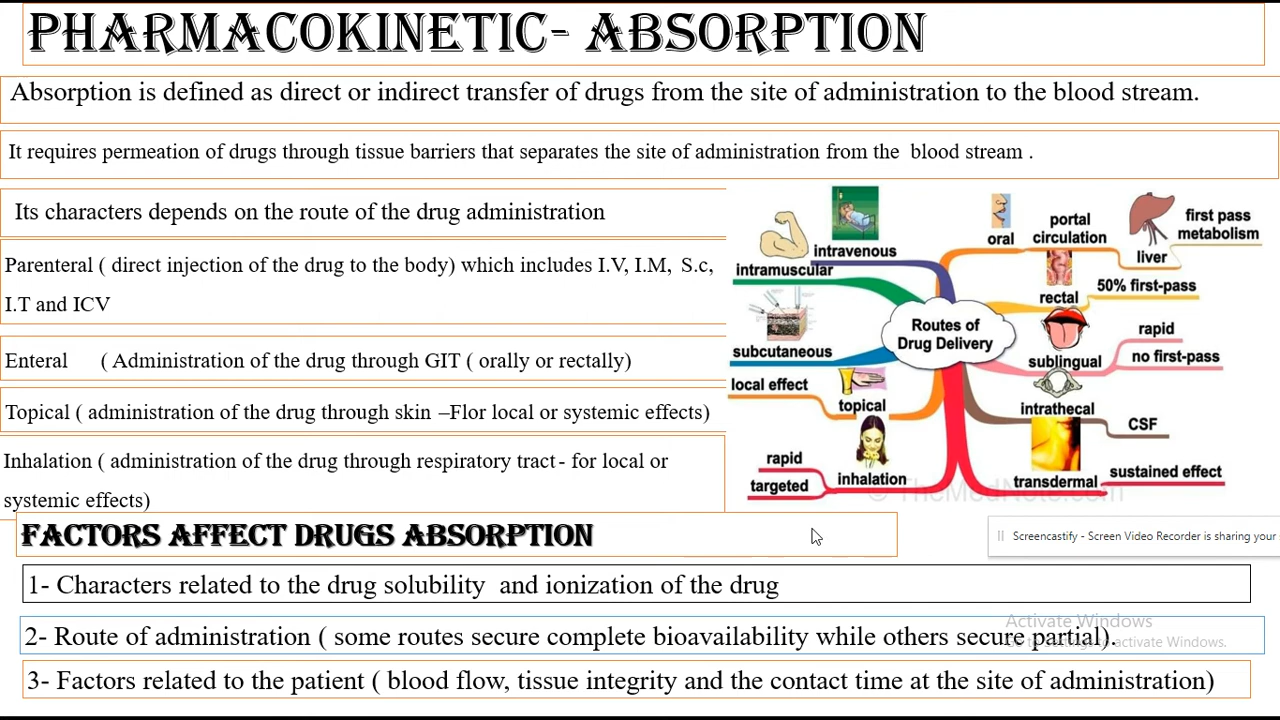 PHARMACOKINETIC- ABSORPTION
Absorption is defined as direct or indirect transfer of drugs from the site of administration to the blood stream.
It requires permeation of drugs through tissue barriers that separates the site of administration from the blood stream .
Its characters depends on the route of the drug administration
Parenteral ( direct injection of the drug to the body) which includes I.V, I.M, S.c,
I.T and ICV
Enteral ( Administration of the drug through GIT ( orally or rectally)
Topical ( administration of the drug through skin –Flor local or systemic effects)
Inhalation ( administration of the drug through respiratory tract- for local or
systemic effects)
intravenous
intramuscular
subcutaneous
local effect
topical
rapid
targeted
inhalation
Routes of
Drug Delivery
oral
portal
circulation
liver
first pass
metabolism
rectal
50% first-pass
sublingual
rapid
no first-pass
intrathecal
CSF
transdermal
sustained effect
FACTORS AFFECT DRUGS ABSORPTION
Screencastify - Screen Video Recorder is sharing your
1- Characters related to the drug solubility and ionization of the drug
Activate Windows
2- Route of administration ( some routes secure complete bioavailability while others secure partial).
Go to Settings to activate Windows.
3- Factors related to the patient ( blood flow, tissue integrity and the contact time at the site of administration)